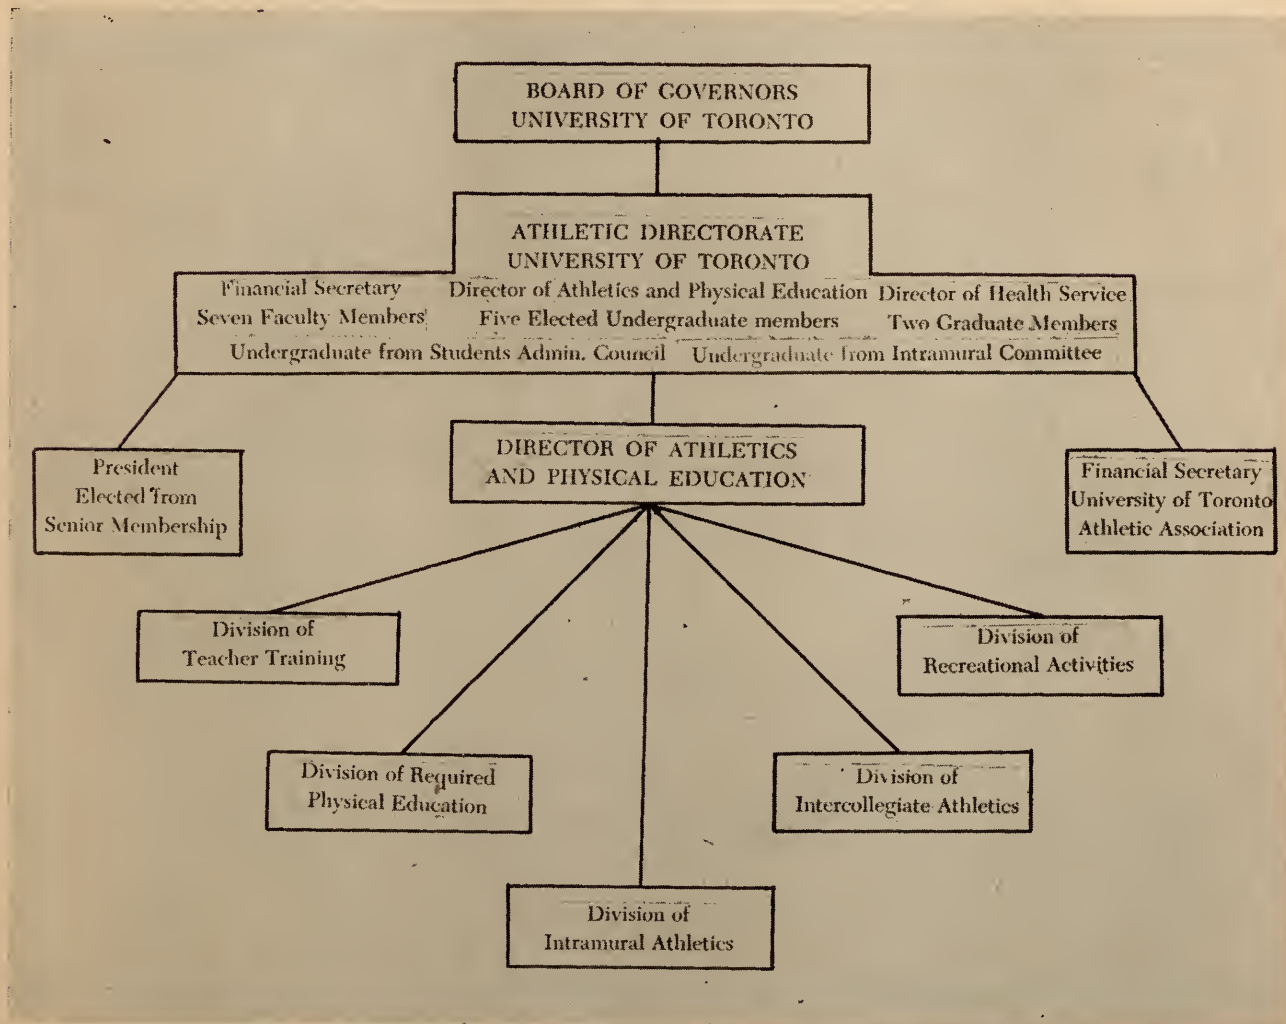 BOARD OF GOVERNORS
UNIVERSITY OF TORONTO
ATHLETIC DIRECTORATE
UNIVERSITY OF TORONTO
Financial Secretary Director of Athletics and Physical Education Director of Health Service
Seven Faculty Members Five Elected Undergraduate members Two Graduate Members
Undergraduate from Students Admin. Council Undergraduate from Intramural Committee
DIRECTOR OF ATHLETICS
AND PHYSICAL EDUCATION
President
Elected from
Senior Membership
Financial Secretary
University of Toronto
Athletic Association
Division of
Teacher Training
Division of
Recreational Activities
Division of Required
Physical Education
Division of
Intercollegiate Athletics
Division of
Intramural Athletics